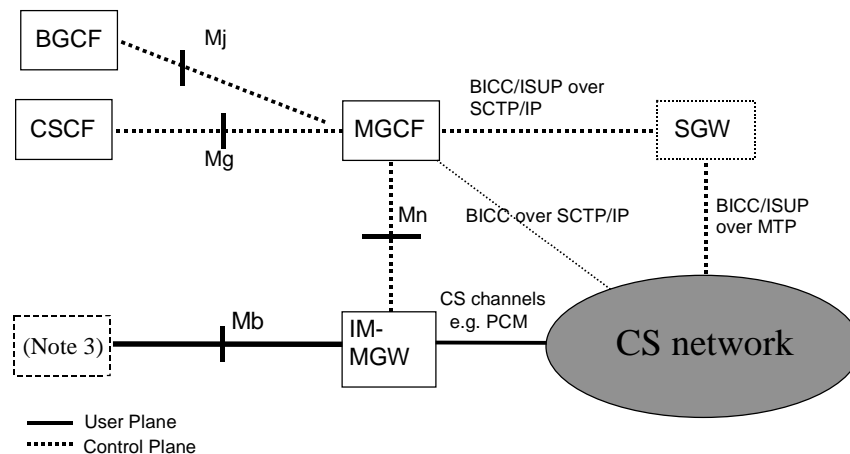 BGCF
Mj
BICC/ISUP over
SCTP/IP
CSCF
Mg
MGCF
SGW
Mn
BICC over SCTP/IP
BICC/ISUP
over MTP
(Note 3)
Mb
IM-
MGW
CS channels
e.g. PCM
CS network
User Plane
Control Plane